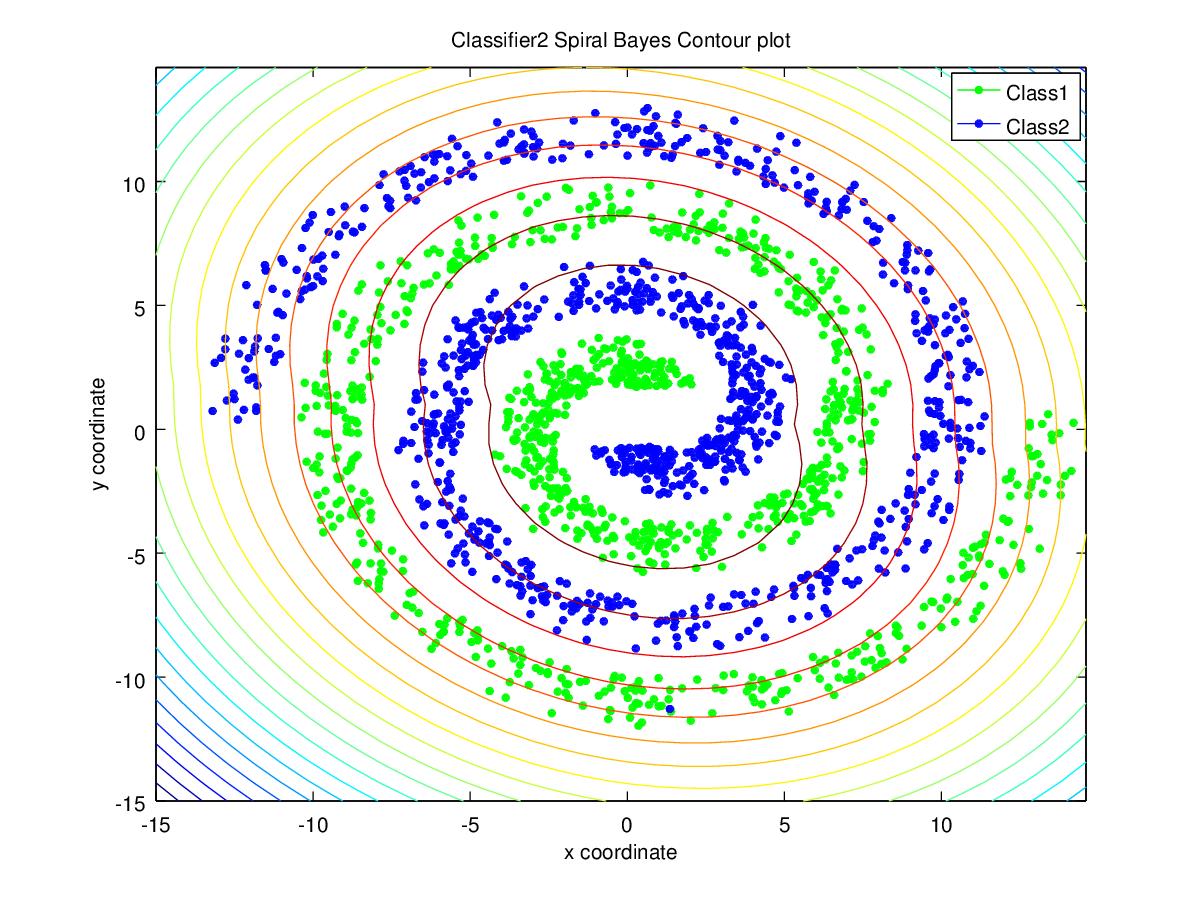 Classifier2 Spiral Bayes Contour plot
Class1
Class2
10
5
0
-5
-10
-15
y coordinate
-15 -10 -5 0 5 10
x coordinate